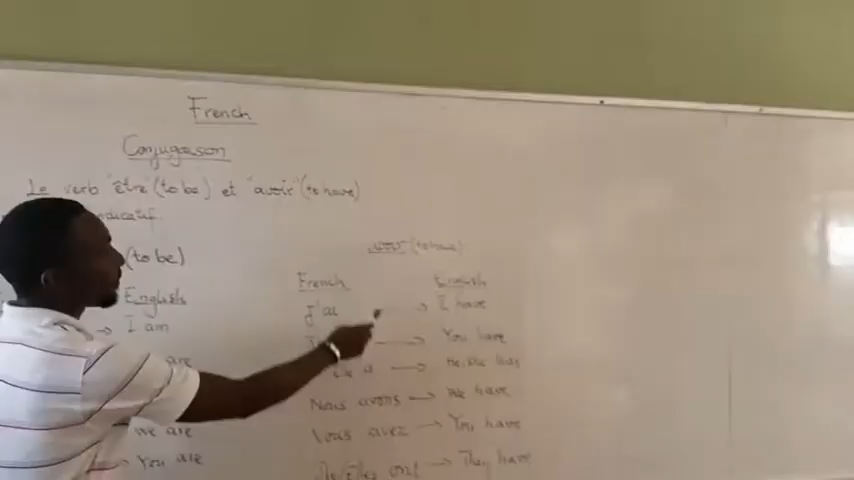 French
Conjugaison
Le verb "être" (to be) et "avoir" (to have)
indicatif.
(to be)
avoir (to have)
English
French English
→ I am
J'ai → I have
→ You have
are
a → He/She has
Nous avons → We have
We are
Vous avez → You have
→ You are
Ils/Elles ont → They have